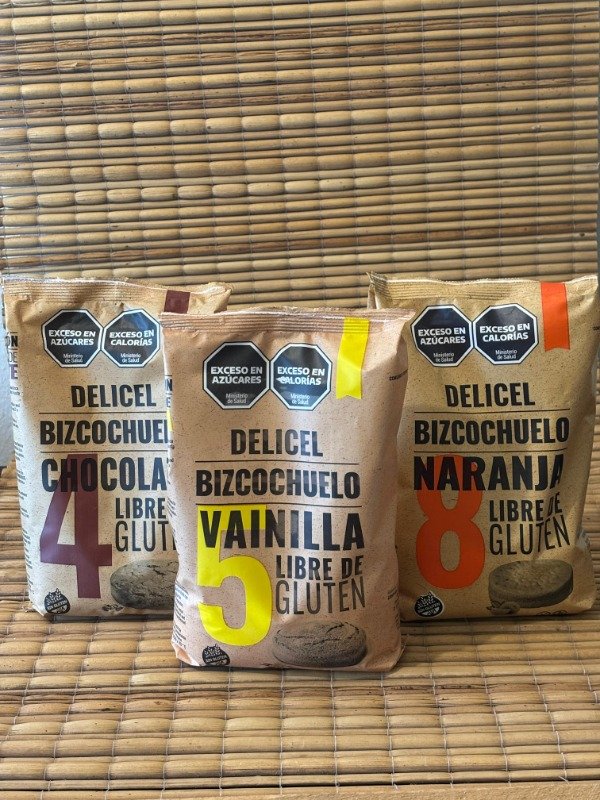 EXCESO EN
AZÚCARES
Ministerio
de Salud
EXCESO EN
CALORÍAS
Ministerio
de Salud
DELICEL
BIZCOCHUEL
CHOCOLA
4
LIBRE
GLUT
EXCESO EN
AZÚCARES
Ministerio
de Salud
EXCESO EN
CALORÍAS
Ministerio
de Salud
DELICEL
BIZCOCHUELO
VAINILLA
5
LIBRE DE
GLUTEN
EXCESO EN
AZÚCARES
Ministerio
de Salud
EXCESO EN
CALORÍAS
Ministerio
de Salud
DELICEL
BIZCOCHUELO
NARANJA
8
LIBRE DE
GLUTEN